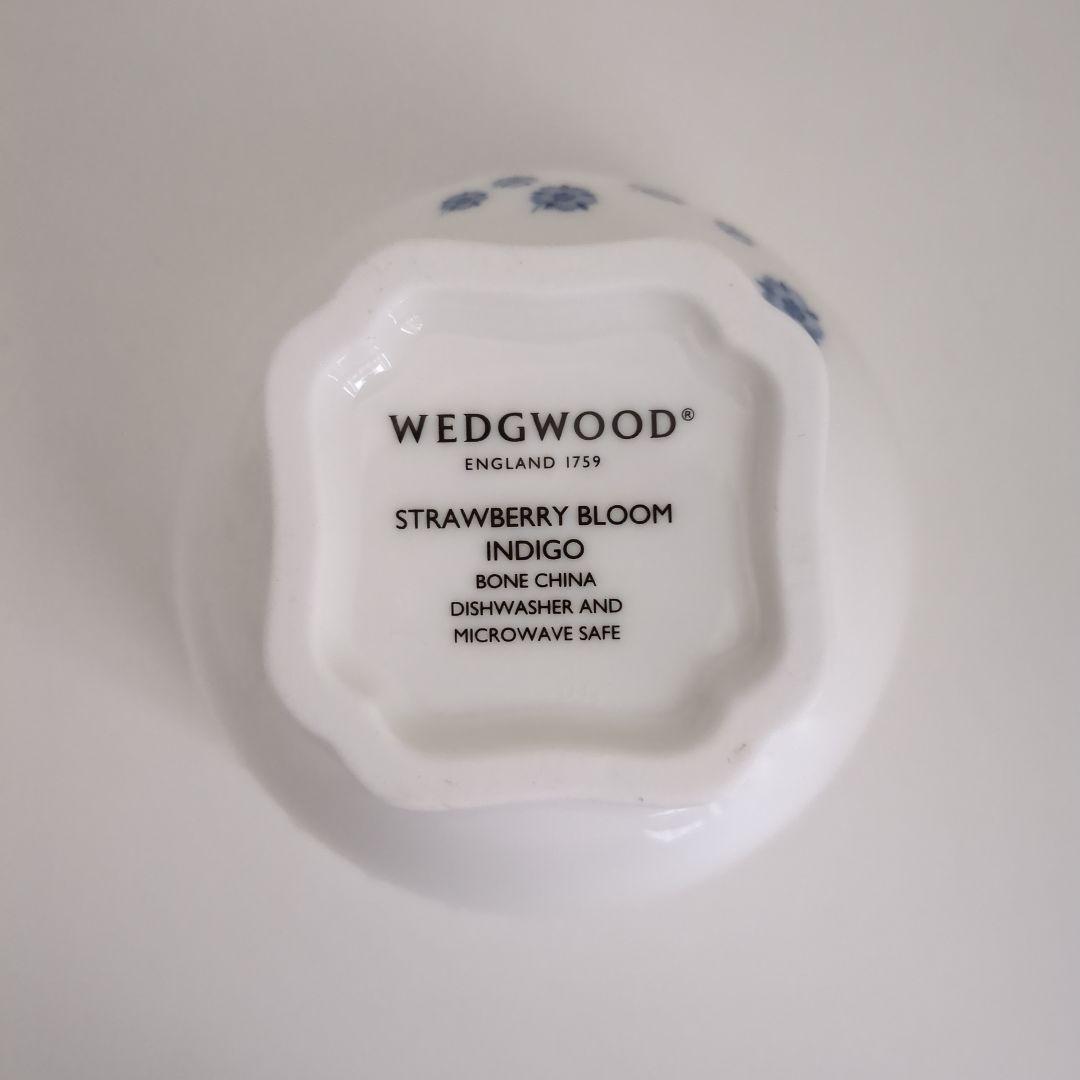 WEDGWOOD®
ENGLAND 1759
STRAWBERRY BLOOM
INDIGO
BONE CHINA
DISHWASHER AND
MICROWAVE SAFE